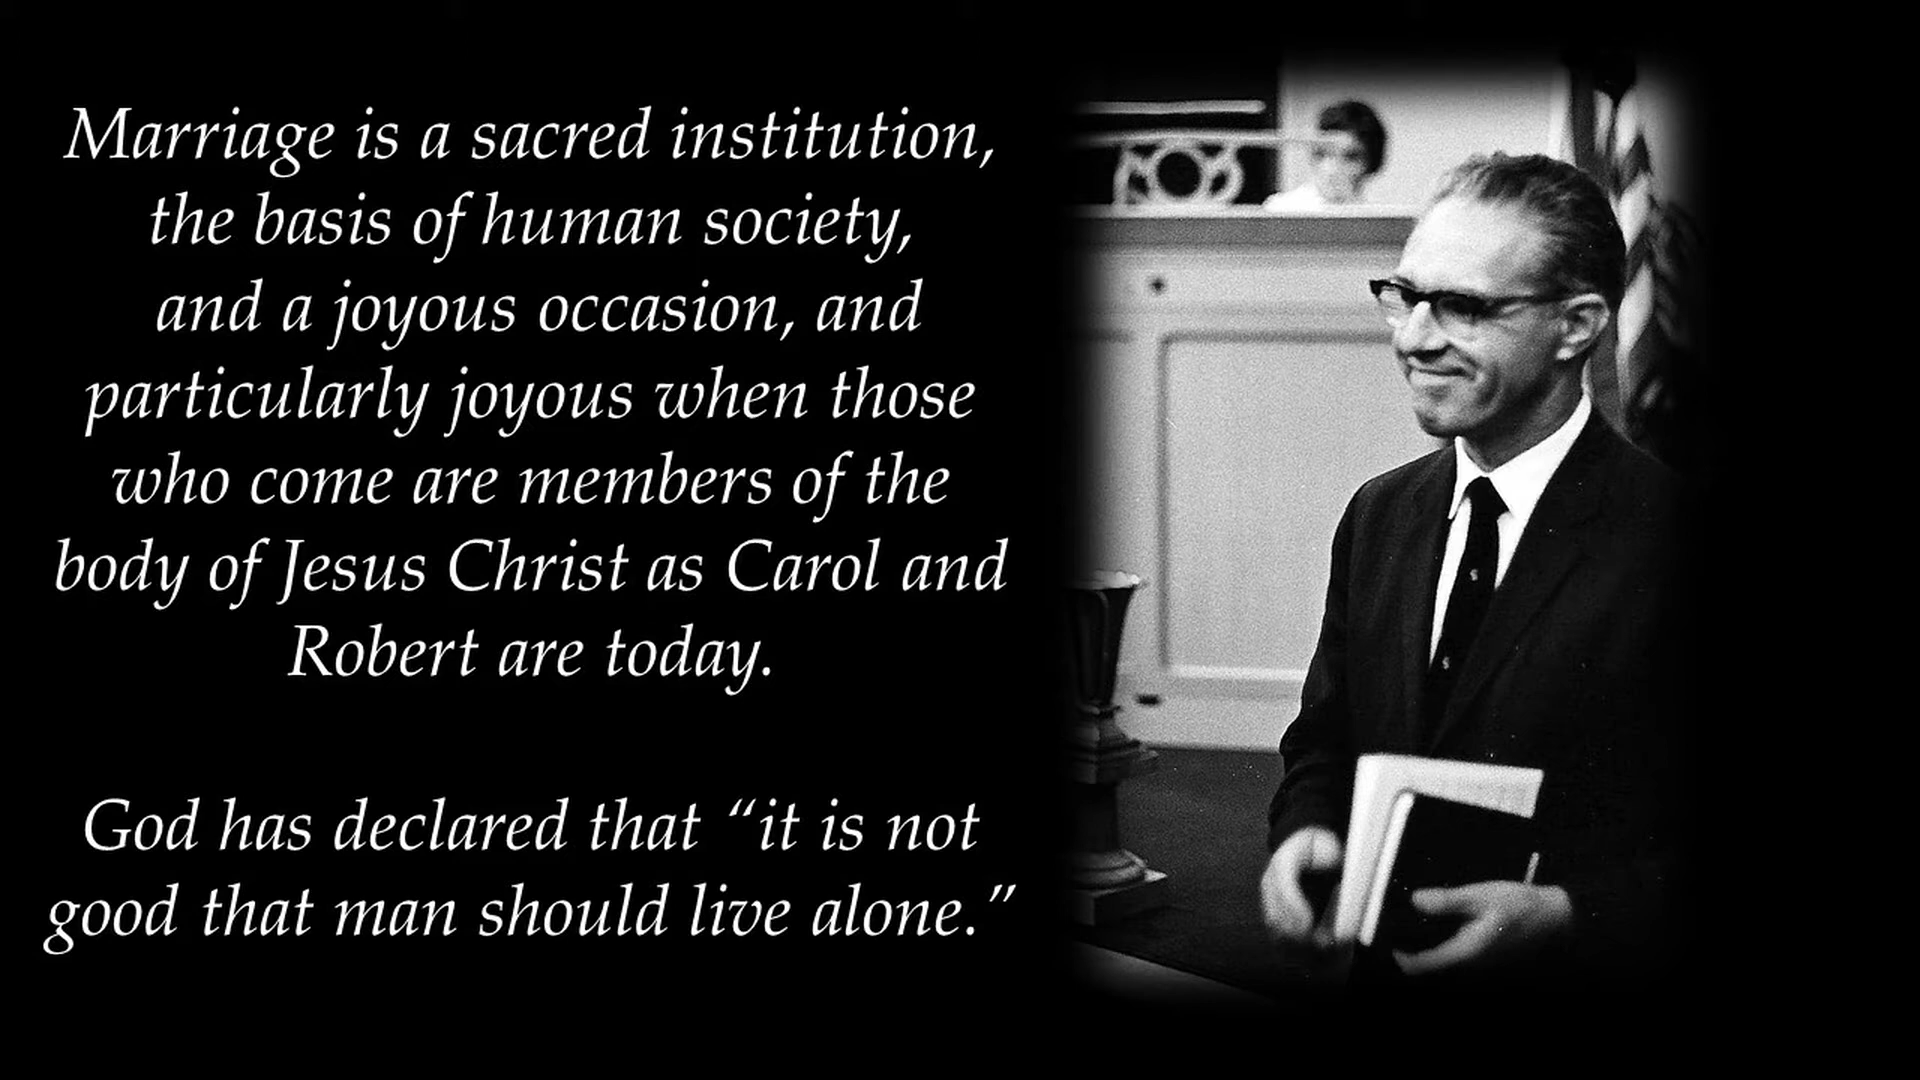 Marriage is a sacred institution,
the basis of human society,
and a joyous occasion, and
particularly joyous when those
who come are members of the
body of Jesus Christ as Carol and
Robert are today.
God has declared that “it is not
good that man should live alone.”